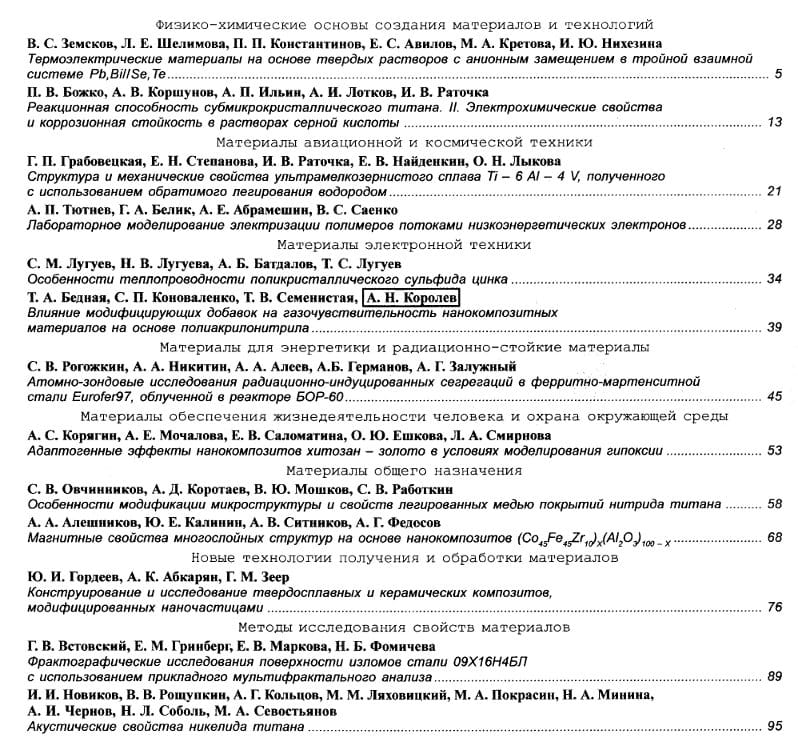 Физико-химические основы создания материалов и технологий
В. С. Земсков, Л. Е. Шелимова, П. П. Константинов, Е. С. Авилов, М. А. Кретова, И. Ю. Нихезина
Термоэлектрические материалы на основе твердых растворов с анионным замещением в тройной взаимной
системе Pb,Bi//Se,Te ... 5
П. В. Божко, А. В. Коршунов, А. П. Ильин, А. И. Лотков, И. В. Раточка
Реакционная способность субмикрокристаллического титана. II. Электрохимические свойства
и коррозионная стойкость в растворах серной кислоты ... 13
Материалы авиационной и космической техники
Г. П. Грабовецкая, Е. Н. Степанова, И. В. Раточка, Е. В. Найденкин, О. Н. Лыкова
Структура и механические свойства ультрамелкозернистого сплава Ti – 6 Al – 4 V, полученного
с использованием обратимого легирования водородом ... 21
А. П. Тютнев, Г. А. Белик, А. Е. Абрамешин, В. С. Саенко
Лабораторное моделирование электризации полимеров потоками низкоэнергетических электронов ... 28
Материалы электронной техники
С. М. Лугуев, Н. В. Лугуева, А. Б. Батдалов, Т. С. Лугуев
Особенности теплопроводности поликристаллического сульфида цинка ... 34
Т. А. Бедная, С. П. Коноваленко, Т. В. Семенистая, А. Н. Королев
Влияние модифицирующих добавок на газочувствительность нанокомпозитных
материалов на основе полиакрилонитрила ... 39
Материалы для энергетики и радиационно-стойкие материалы
С. В. Рогожкин, А. А. Никитин, А. А. Алеев, А.Б. Германов, А. Г. Залужный
Атомно-зондовые исследования радиационно-индуцированных сегрегаций в ферритно-мартенситной
стали Eurofer97, облученной в реакторе БОР-60 ... 45
Материалы обеспечения жизнедеятельности человека и охрана окружающей среды
А. С. Корягин, А. Е. Мочалова, Е. В. Саломатина, О. Ю. Ешкова, Л. А. Смирнова
Адаптогенные эффекты нанокомпозитов хитозан – золото в условиях моделирования гипоксии ... 53
Материалы общего назначения
С. В. Овчинников, А. Д. Коротаев, В. Ю. Мошков, С. В. Работкин
Особенности модификации микроструктуры и свойств легированных медью покрытий нитрида титана ... 58
А. А. Алешников, Ю. Е. Калинин, А. В. Ситников, А. Г. Федосов
Магнитные свойства многослойных структур на основе нанокомпозитов (Co45Fe45Zr10)x(Al2O3)100 – x ... 68
Новые технологии получения и обработки материалов
Ю. И. Гордеев, А. К. Абкарян, Г. М. Зеер
Конструирование и исследование твердосплавных и керамических композитов,
модифицированных наночастицами ... 76
Методы исследования свойств материалов
Г. В. Встовский, Е. М. Гринберг, Е. В. Маркова, Н. Б. Фомичева
Фрактографические исследования поверхности изломов стали 09Х16Н4БЛ
с использованием прикладного мультифрактального анализа ... 89
И. И. Новиков, В. В. Рощупкин, А. Г. Кольцов, М. М. Ляховицкий, М. А. Покрасин, Н. А. Минина,
А. И. Чернов, Н. Л. Соболь, М. А. Севостьянов
Акустические свойства никелида титана ... 95